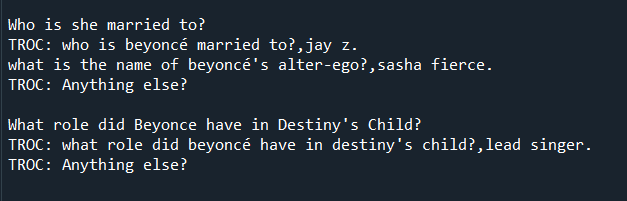 Who is she married to?
TROC: who is beyoncé married to?,jay z.
what is the name of beyoncé's alter-ego?,sasha fierce.
TROC: Anything else?
What role did Beyonce have in Destiny's Child?
TROC: what role did beyoncé have in destiny's child?,lead singer.
TROC: Anything else?